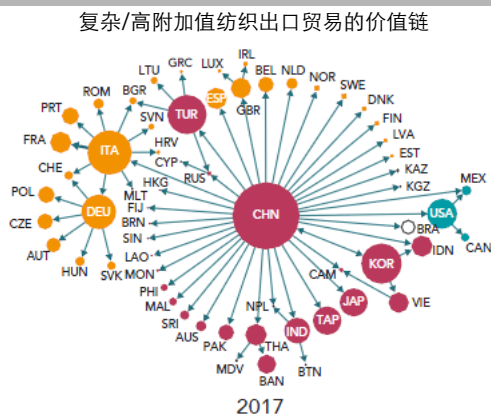 复杂/高附加值纺织出口贸易的价值链
LUX
IRL
GRC
LTU
BEL
NLD
NOR
SWE
DNK
FIN
LVA
EST
KAZ
KGZ
ROM
BGR
TUR
ESP
GBR
PRT
SVN
FRA
ITA
HRV
CYP
RUS
CHE
MLT
HKG
POL
DEU
FIJ
CHN
MEX
USA
CZE
BRN
BRA
AUT
SIN
IDN
CAN
HUN
SVK
LAO
MON
KOR
PHI
CAM
MAL
NPL
JAP
VIE
SRI
AUS
PAK
THA
IND
TAP
MDV
BAN
BTN
2017